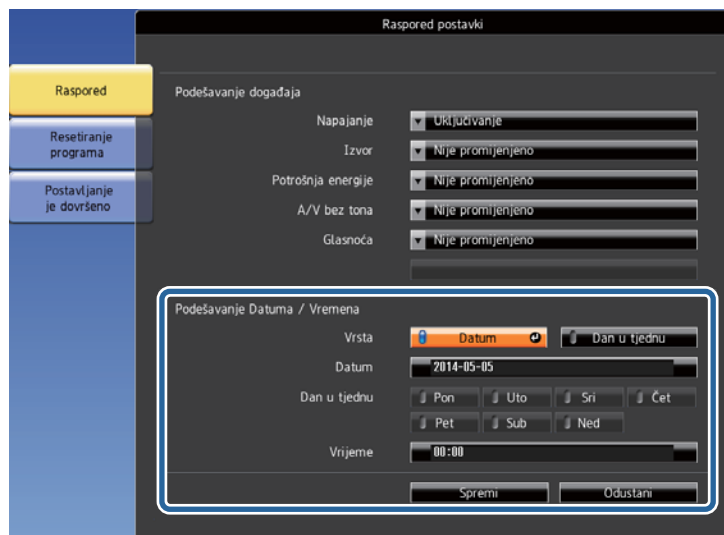 Raspored postavki
Raspored
Resetiranje
programa
Postavljanje
je dovršeno
Podešavanje događaja
Napajanje Uključivanje
Izvor Nije promijenjeno
Potrošnja energije Nije promijenjeno
A/V bez tona Nije promijenjeno
Glasnoća Nije promijenjeno
Podešavanje Datuma / Vremena
Vrsta Datum Dan u tjednu
Datum 2014-05-05
Dan u tjednu Pon Uto Sri Čet
Pet Sub Ned
Vrijeme 00:00
Spremi Odustani